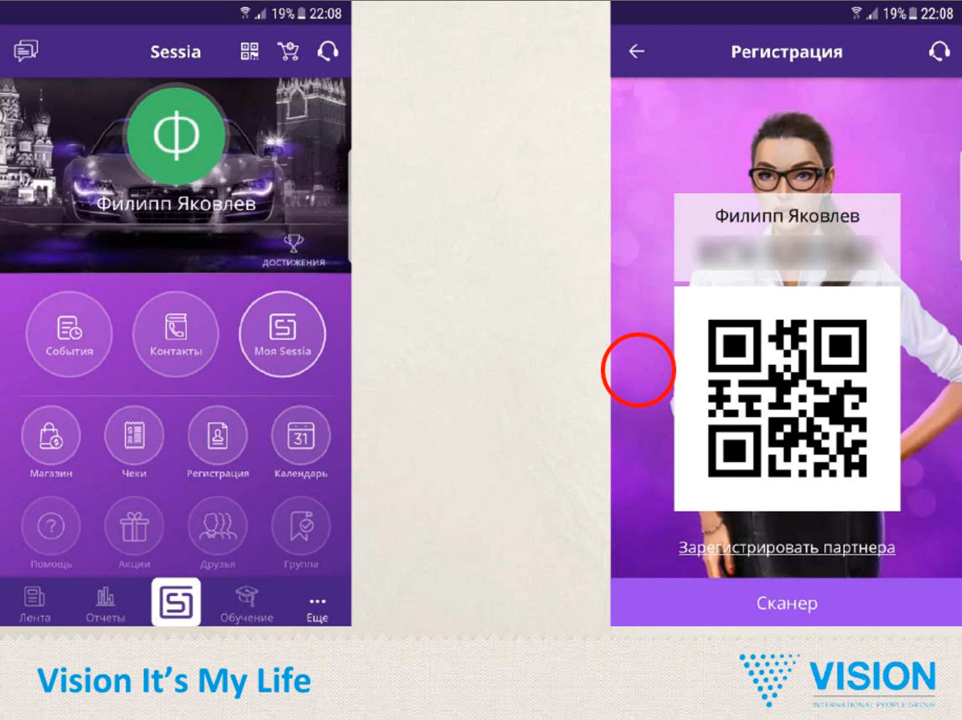 19% 22:08
Sessia
Ф
Филипп Яковлев
ДОСТИЖЕНИЯ
События
Контакты
Моя Sessia
Магазин
Чеки
Регистрация
31
Календарь
?
Помощь
Акции
Друзья
Группа
Лента
Отчеты
Обучение
Еще
19% 22:08
Регистрация
Филипп Яковлев
Зарегистрировать партнера
Сканер
Vision It’s My Life
VISION
INTERNATIONAL PEOPLE GROUP